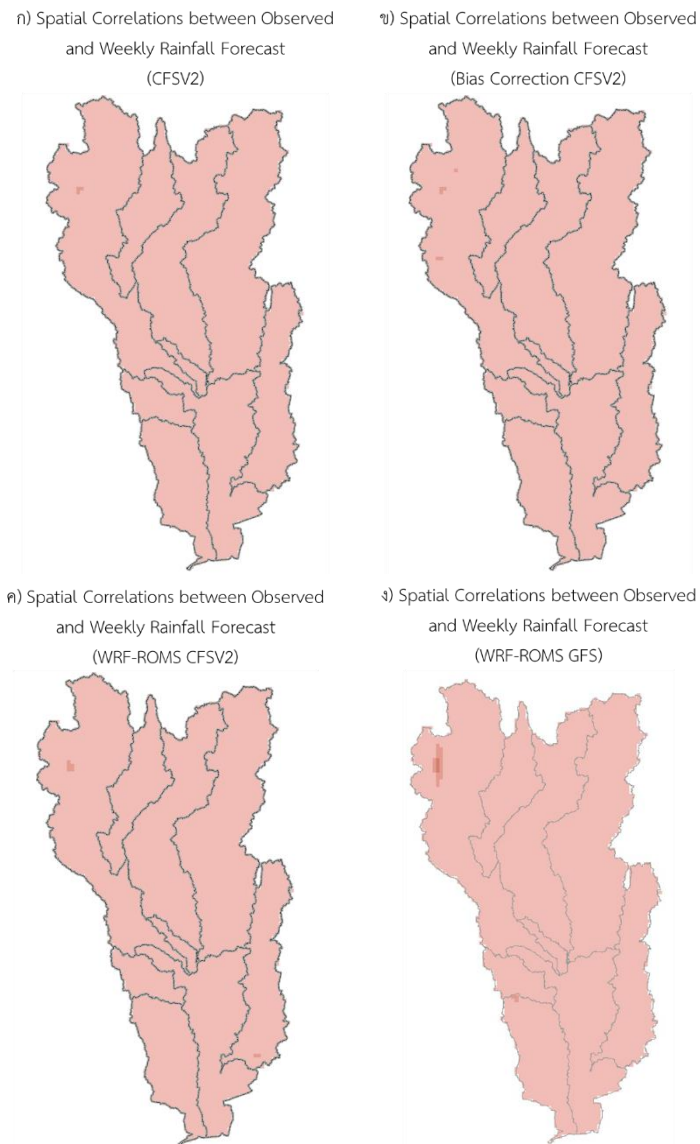 ก) Spatial Correlations between Observed
and Weekly Rainfall Forecast
(CFSV2)
ข) Spatial Correlations between Observed
and Weekly Rainfall Forecast
(Bias Correction CFSV2)
ค) Spatial Correlations between Observed
and Weekly Rainfall Forecast
(WRF-ROMS CFSV2)
ง) Spatial Correlations between Observed
and Weekly Rainfall Forecast
(WRF-ROMS GFS)